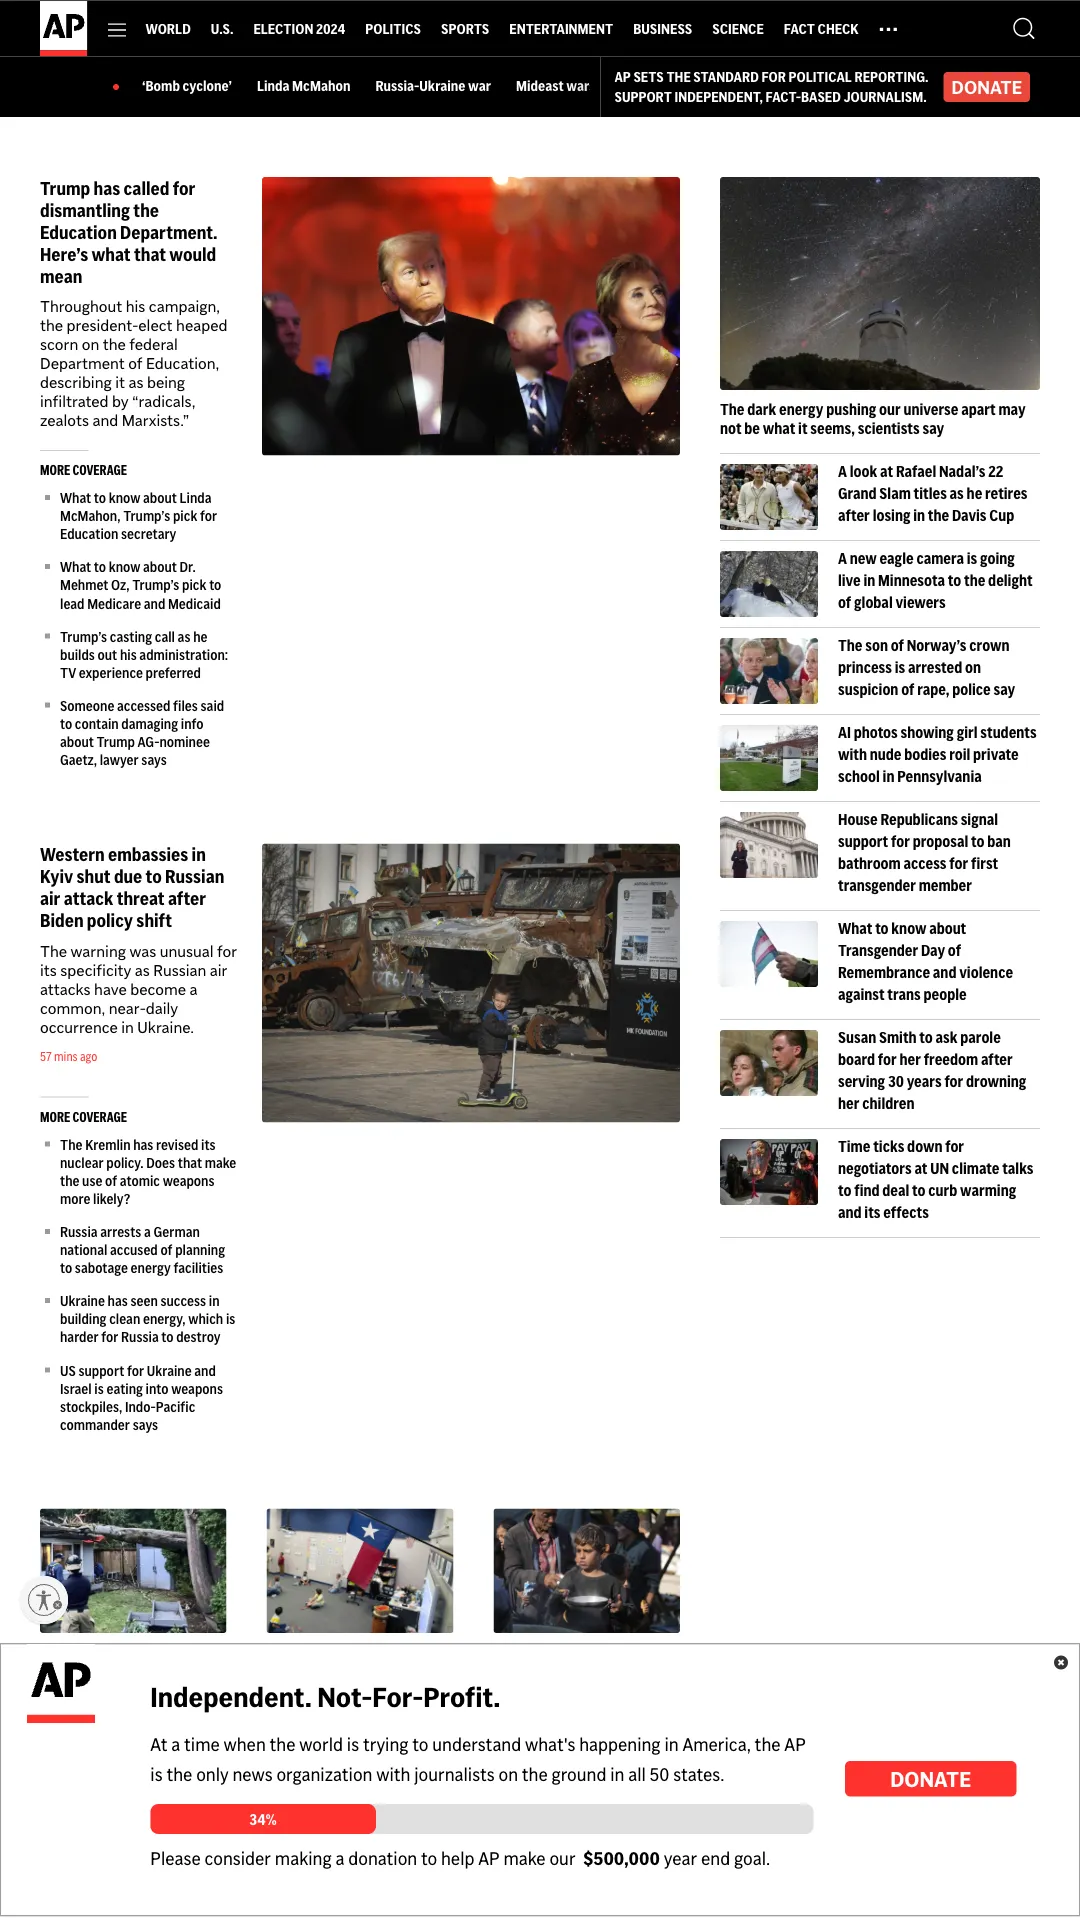 AP
WORLD U.S. ELECTION 2024 POLITICS SPORTS ENTERTAINMENT BUSINESS SCIENCE FACT CHECK
‘Bomb cyclone’ Linda McMahon Russia-Ukraine war Mideast war
AP SETS THE STANDARD FOR POLITICAL REPORTING.
SUPPORT INDEPENDENT, FACT-BASED JOURNALISM.
DONATE
Trump has called for
dismantling the
Education Department.
Here’s what that would
mean
Throughout his campaign,
the president-elect heaped
scorn on the federal
Department of Education,
describing it as being
infiltrated by “radicals,
zealots and Marxists.”
MORE COVERAGE
What to know about Linda
McMahon, Trump’s pick for
Education secretary
What to know about Dr.
Mehmet Oz, Trump’s pick to
lead Medicare and Medicaid
Trump’s casting call as he
builds out his administration:
TV experience preferred
Someone accessed files said
to contain damaging info
about Trump AG-nominee
Gaetz, lawyer says
Western embassies in
Kyiv shut due to Russian
air attack threat after
Biden policy shift
The warning was unusual for
its specificity as Russian air
attacks have become a
common, near-daily
occurrence in Ukraine.
57 mins ago
MORE COVERAGE
The Kremlin has revised its
nuclear policy. Does that make
the use of atomic weapons
more likely?
Russia arrests a German
national accused of planning
to sabotage energy facilities
Ukraine has seen success in
building clean energy, which is
harder for Russia to destroy
US support for Ukraine and
Israel is eating into weapons
stockpiles, Indo-Pacific
commander says
HK FOUNDATION
The dark energy pushing our universe apart may
not be what it seems, scientists say
A look at Rafael Nadal’s 22
Grand Slam titles as he retires
after losing in the Davis Cup
A new eagle camera is going
live in Minnesota to the delight
of global viewers
The son of Norway’s crown
princess is arrested on
suspicion of rape, police say
AI photos showing girl students
with nude bodies roil private
school in Pennsylvania
House Republicans signal
support for proposal to ban
bathroom access for first
transgender member
What to know about
Transgender Day of
Remembrance and violence
against trans people
Susan Smith to ask parole
board for her freedom after
serving 30 years for drowning
her children
PAY PAY
UP UP
Time ticks down for
negotiators at UN climate talks
to find deal to curb warming
and its effects
AP
Independent. Not-For-Profit.
At a time when the world is trying to understand what's happening in America, the AP
is the only news organization with journalists on the ground in all 50 states.
34%
Please consider making a donation to help AP make our $500,000 year end goal.
DONATE